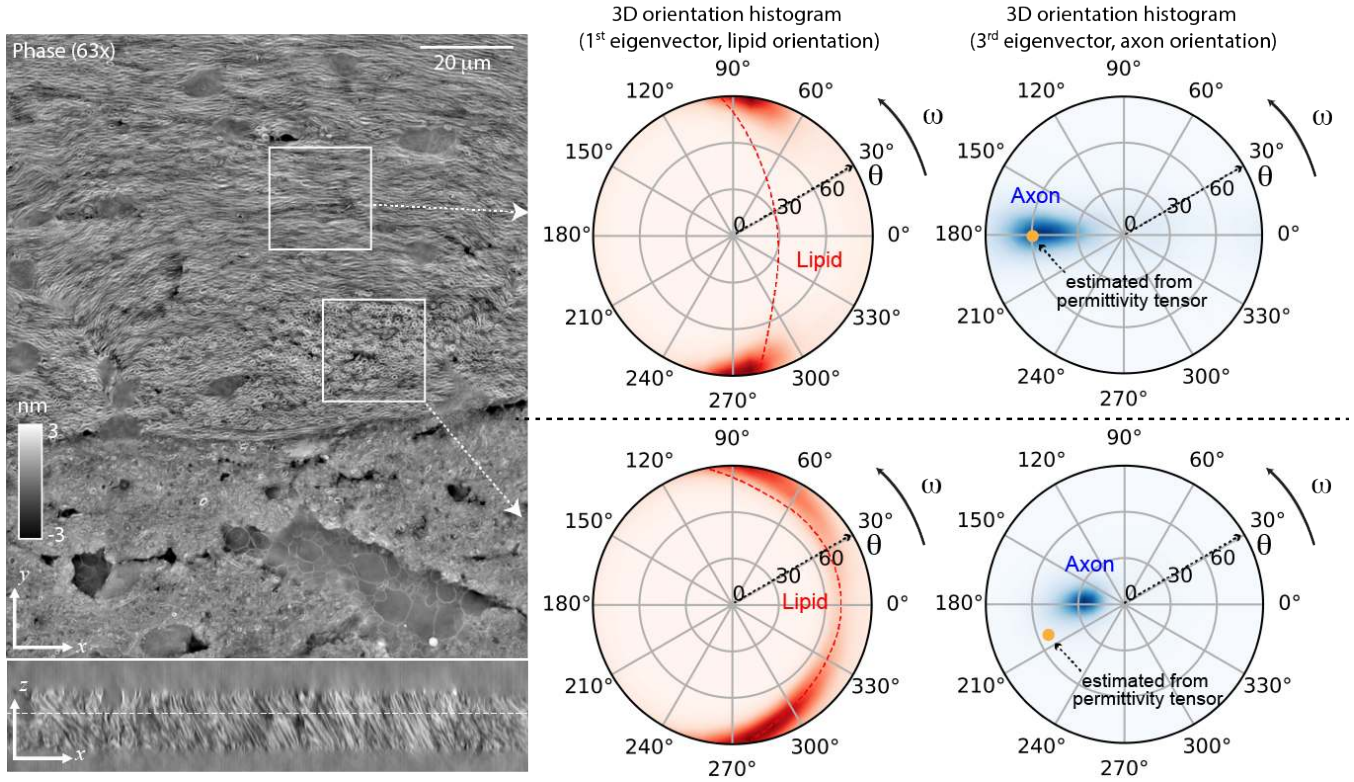 3D orientation histogram
(1st eigenvector, lipid orientation)
3D orientation histogram
(3rd eigenvector, axon orientation)
Phase (63x)
20 μm
nm
3
-3
y
x
z
x
90°
120°
60°
150°
30°
180°
0°
210°
330°
240°
300°
270°
ω
θ
0
30
60
Lipid
90°
120°
60°
150°
30°
180°
0°
210°
330°
240°
300°
270°
ω
θ
0
30
60
Axon
estimated from
permittivity tensor
90°
120°
60°
150°
30°
180°
0°
210°
330°
240°
300°
270°
ω
θ
0
30
60
Lipid
90°
120°
60°
150°
30°
180°
0°
210°
330°
240°
300°
270°
ω
θ
0
30
60
Axon
estimated from
permittivity tensor